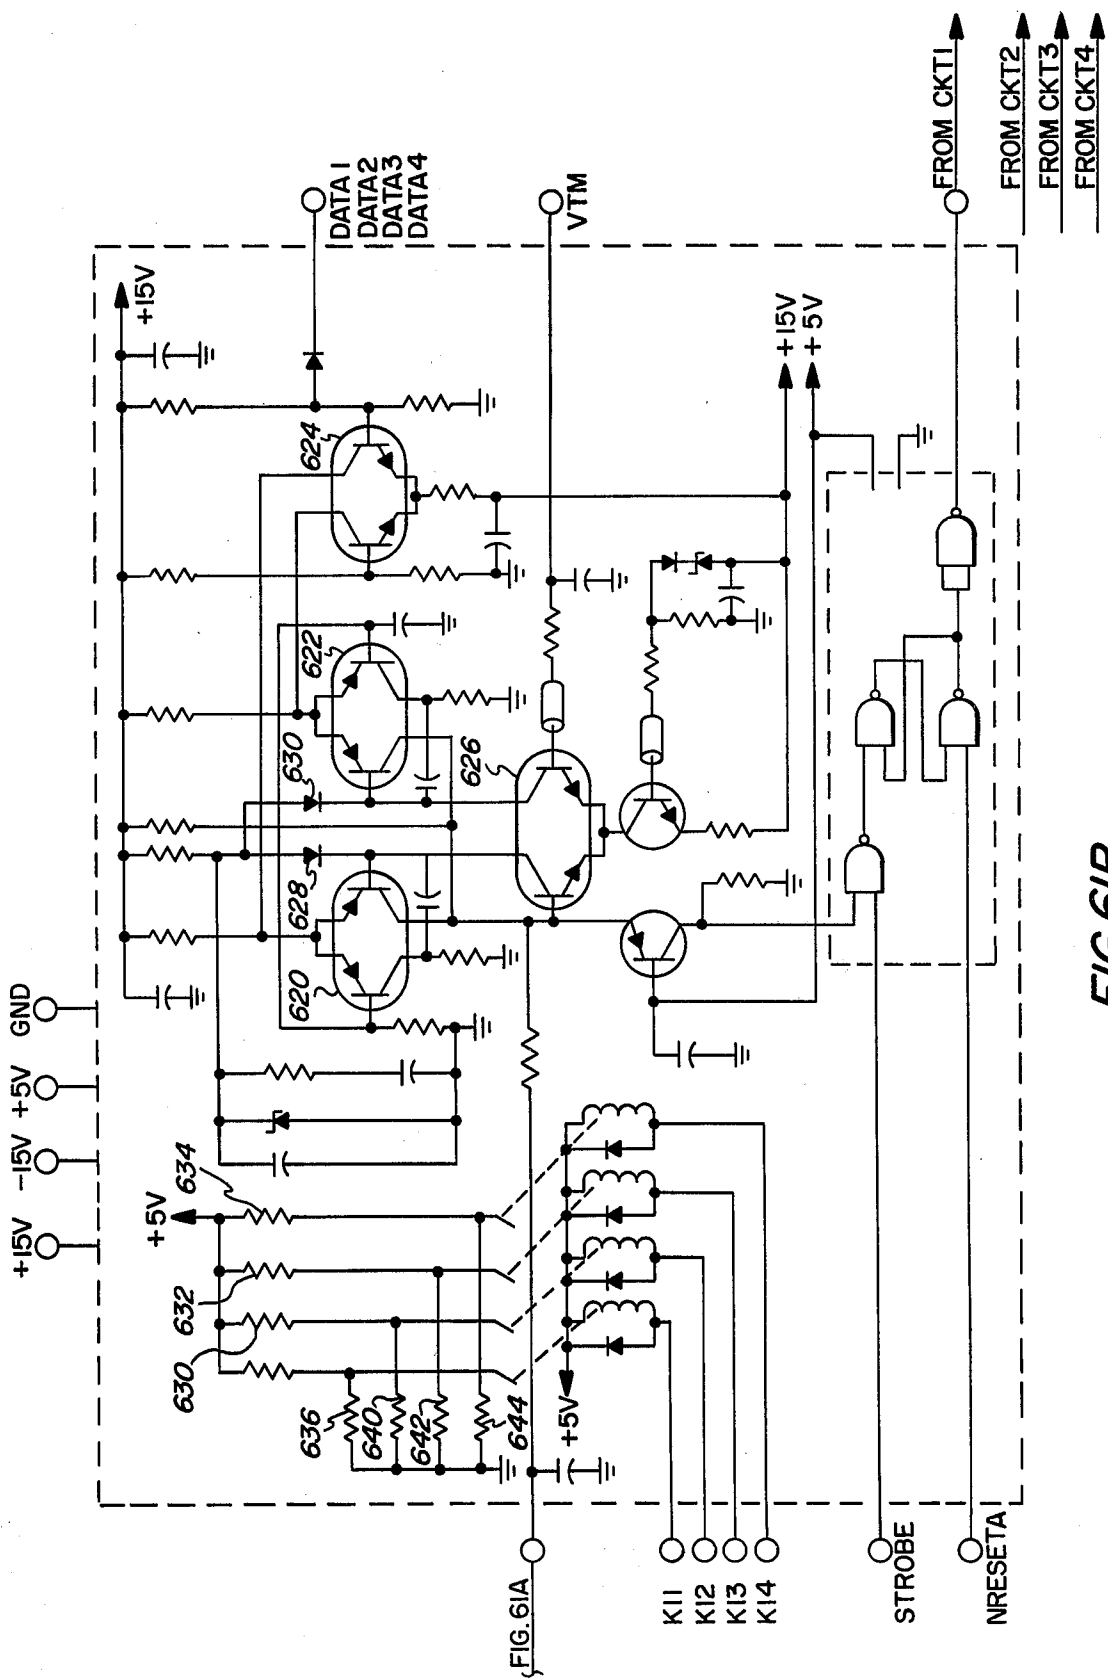 +15V
-15V
+5V
GND
+15V
DATA1
DATA2
DATA3
DATA4
VTM
+15V
+5V
FROM CKT1
FROM CKT2
FROM CKT3
FROM CKT4
624
622
630
626
628
620
+5V
634
632
630
636
640
642
644
+5V
FIG. 61A
K11
K12
K13
K14
STROBE
NRESETA
FIG. 61B